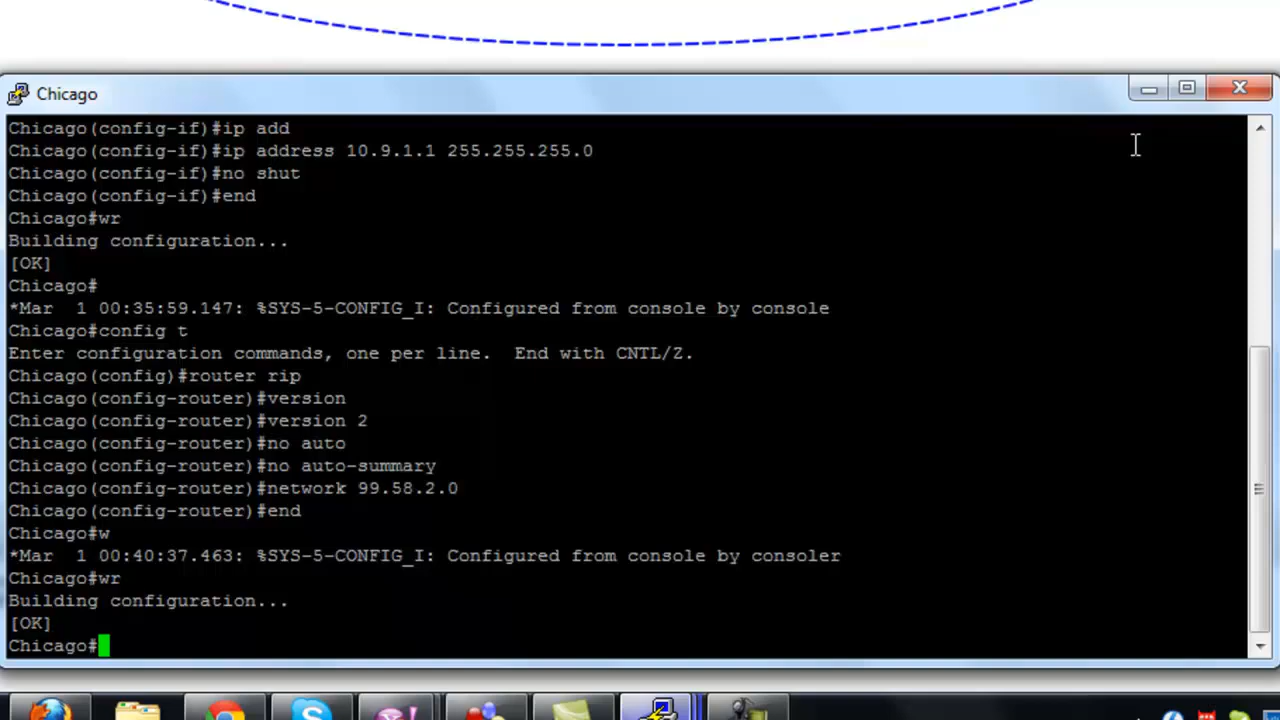 Chicago
Chicago(config-if)#ip add
Chicago(config-if)#ip address 10.9.1.1 255.255.255.0
Chicago(config-if)#no shut
Chicago(config-if)#end
Chicago#wr
Building configuration...
[OK]
Chicago#
*Mar  1 00:35:59.147: %SYS-5-CONFIG_I: Configured from console by console
Chicago#config t
Enter configuration commands, one per line.  End with CNTL/Z.
Chicago(config)#router rip
Chicago(config-router)#version
Chicago(config-router)#version 2
Chicago(config-router)#no auto
Chicago(config-router)#no auto-summary
Chicago(config-router)#network 99.58.2.0
Chicago(config-router)#end
Chicago#w
*Mar  1 00:40:37.463: %SYS-5-CONFIG_I: Configured from console by consoler
Chicago#wr
Building configuration...
[OK]
Chicago#